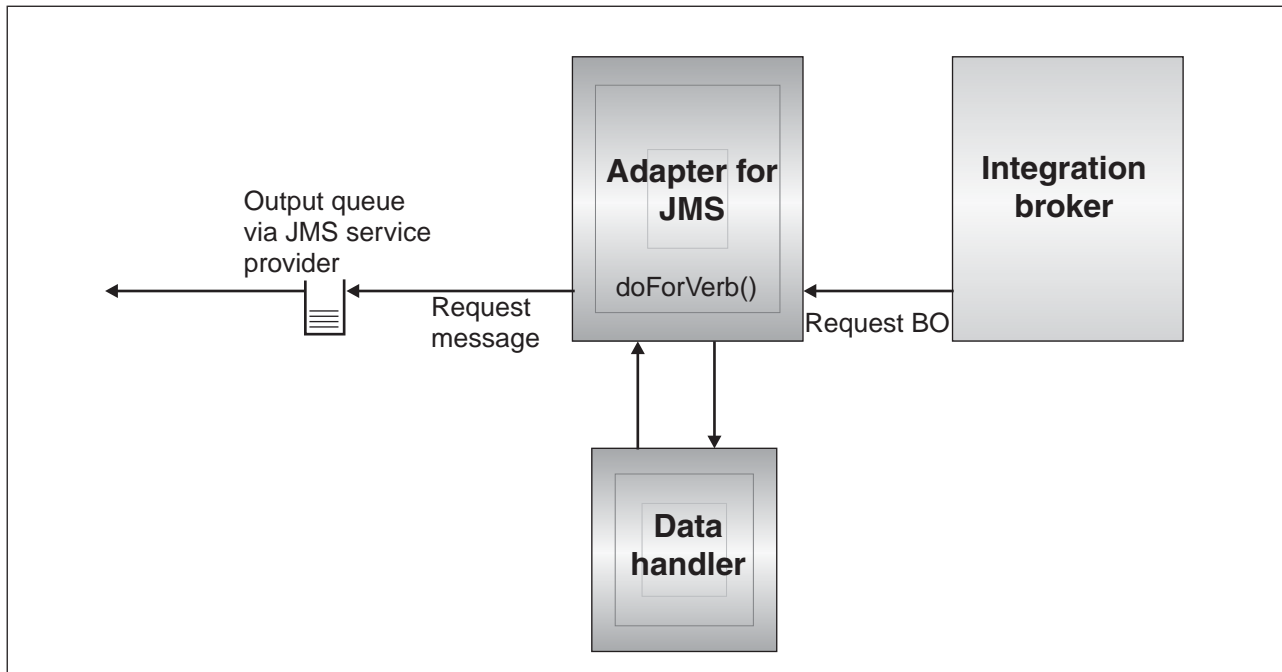 Output queue
via JMS service
provider
Request
message
Adapter for
JMS
doForVerb()
Request BO
Integration
broker
Data
handler